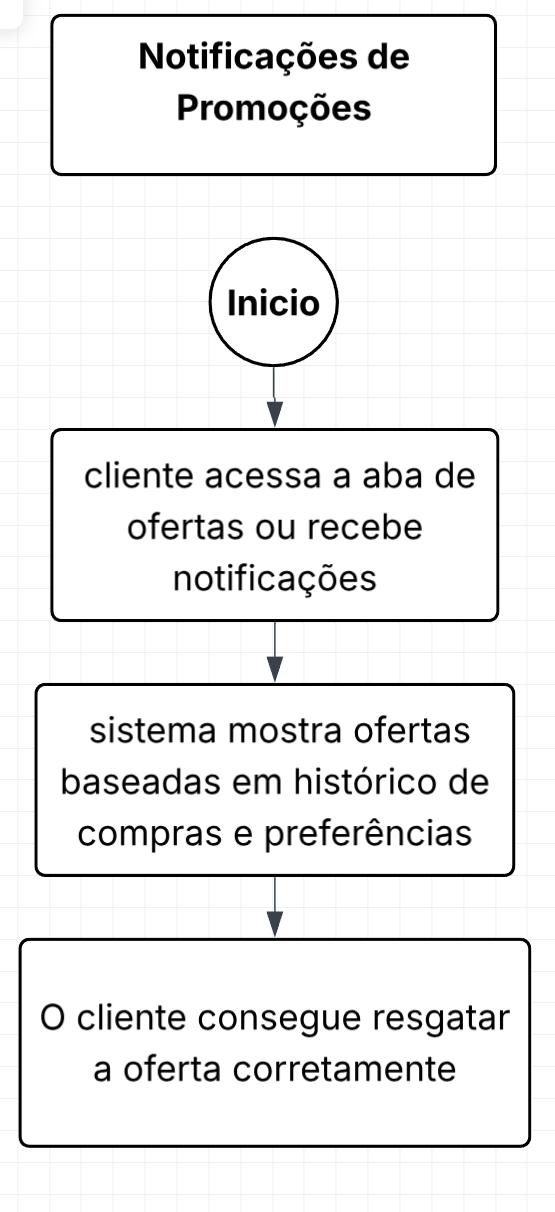 Notificações de
Promoções
Inicio
cliente acessa a aba de
ofertas ou recebe
notificações
sistema mostra ofertas
baseadas em histórico de
compras e preferências
O cliente consegue resgatar
a oferta corretamente